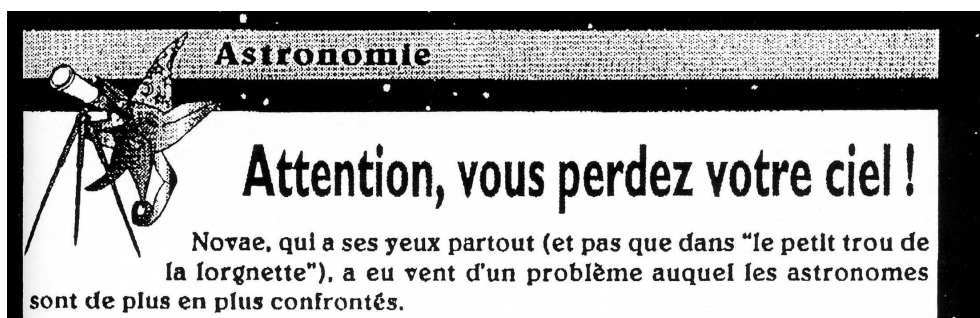 Astronomie
Attention, vous perdez votre ciel !
Novae, qui a ses yeux partout (et pas que dans "le petit trou de
la lorgnette"), a eu vent d'un problème auquel les astronomes
sont de plus en plus confrontés.